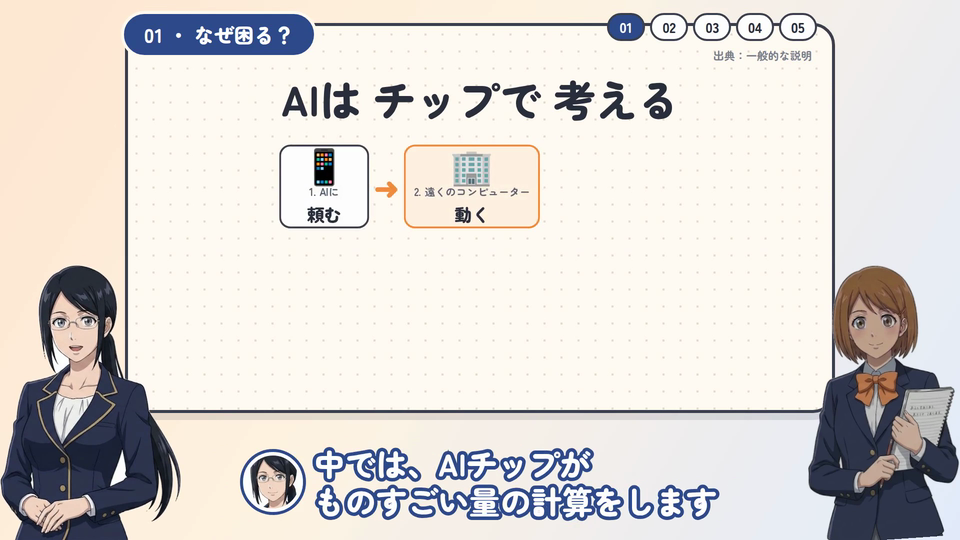 01 ・ なぜ困る？
01 02 03 04 05
出典：一般的な説明
AIは チップで 考える
1. AIに
頼む
2. 遠くのコンピューター
動く
中では、AIチップが
ものすごい量の計算をします